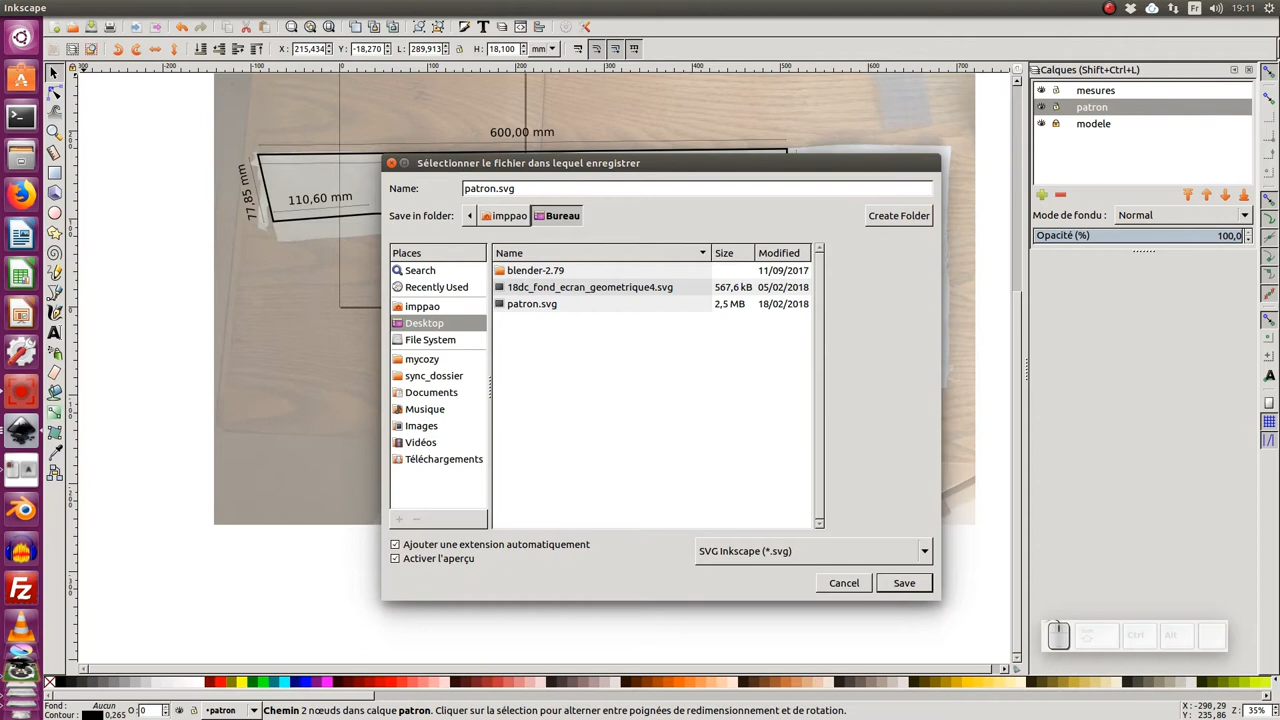 Inkscape
Fr
19:11
X: 215,434
Y: -18,270
L: 289,913
H: 18,100
mm
Calques (Shift+Ctrl+L)
mesures
patron
modele
Mode de fondu : Normal
Opacité (%) 100,0
600,00 mm
77,85 mm
110,60 mm
Sélectionner le fichier dans lequel enregistrer
Name: patron.svg
Save in folder: imppao Bureau
Create Folder
Places
Search
Recently Used
imppao
Desktop
File System
mycozy
sync_dossier
Documents
Musique
Images
Vidéos
Téléchargements
Name Size Modified
blender-2.79 11/09/2017
18dc_fond_ecran_geometrique4.svg 567,6 kB 05/02/2018
patron.svg 2,5 MB 18/02/2018
Ajouter une extension automatiquement
Activer l'aperçu
SVG Inkscape (*.svg)
Cancel
Save
Ctrl
Alt
Fond : Aucun
Contour : 0,265
O: 0
patron
Chemin 2 nœuds dans calque patron. Cliquer sur la sélection pour alterner entre poignées de redimensionnement et de rotation.
X: -290,29
Y: 235,86
Z: 35%